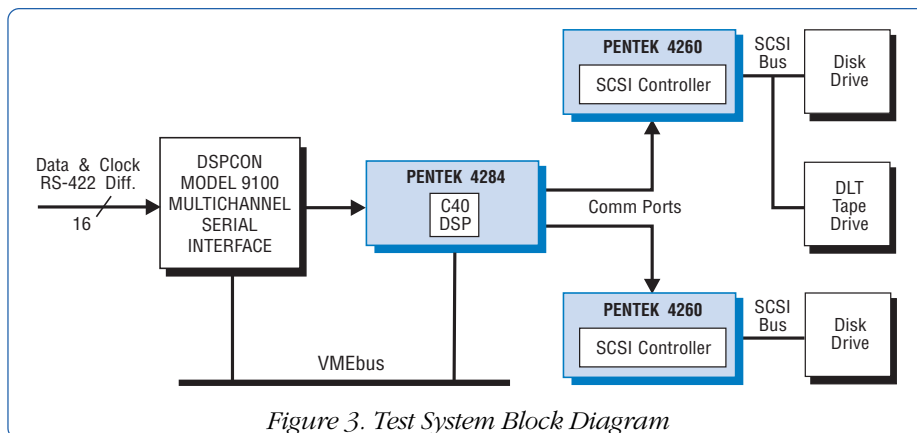 Data & Clock
RS-422 Diff.
16
DSPCON
MODEL 9100
MULTICHANNEL
SERIAL
INTERFACE
VMEbus
PENTEK 4284
C40
DSP
Comm Ports
PENTEK 4260
SCSI Controller
SCSI
Bus
Disk
Drive
DLT
Tape
Drive
PENTEK 4260
SCSI Controller
SCSI
Bus
Disk
Drive
Figure 3. Test System Block Diagram